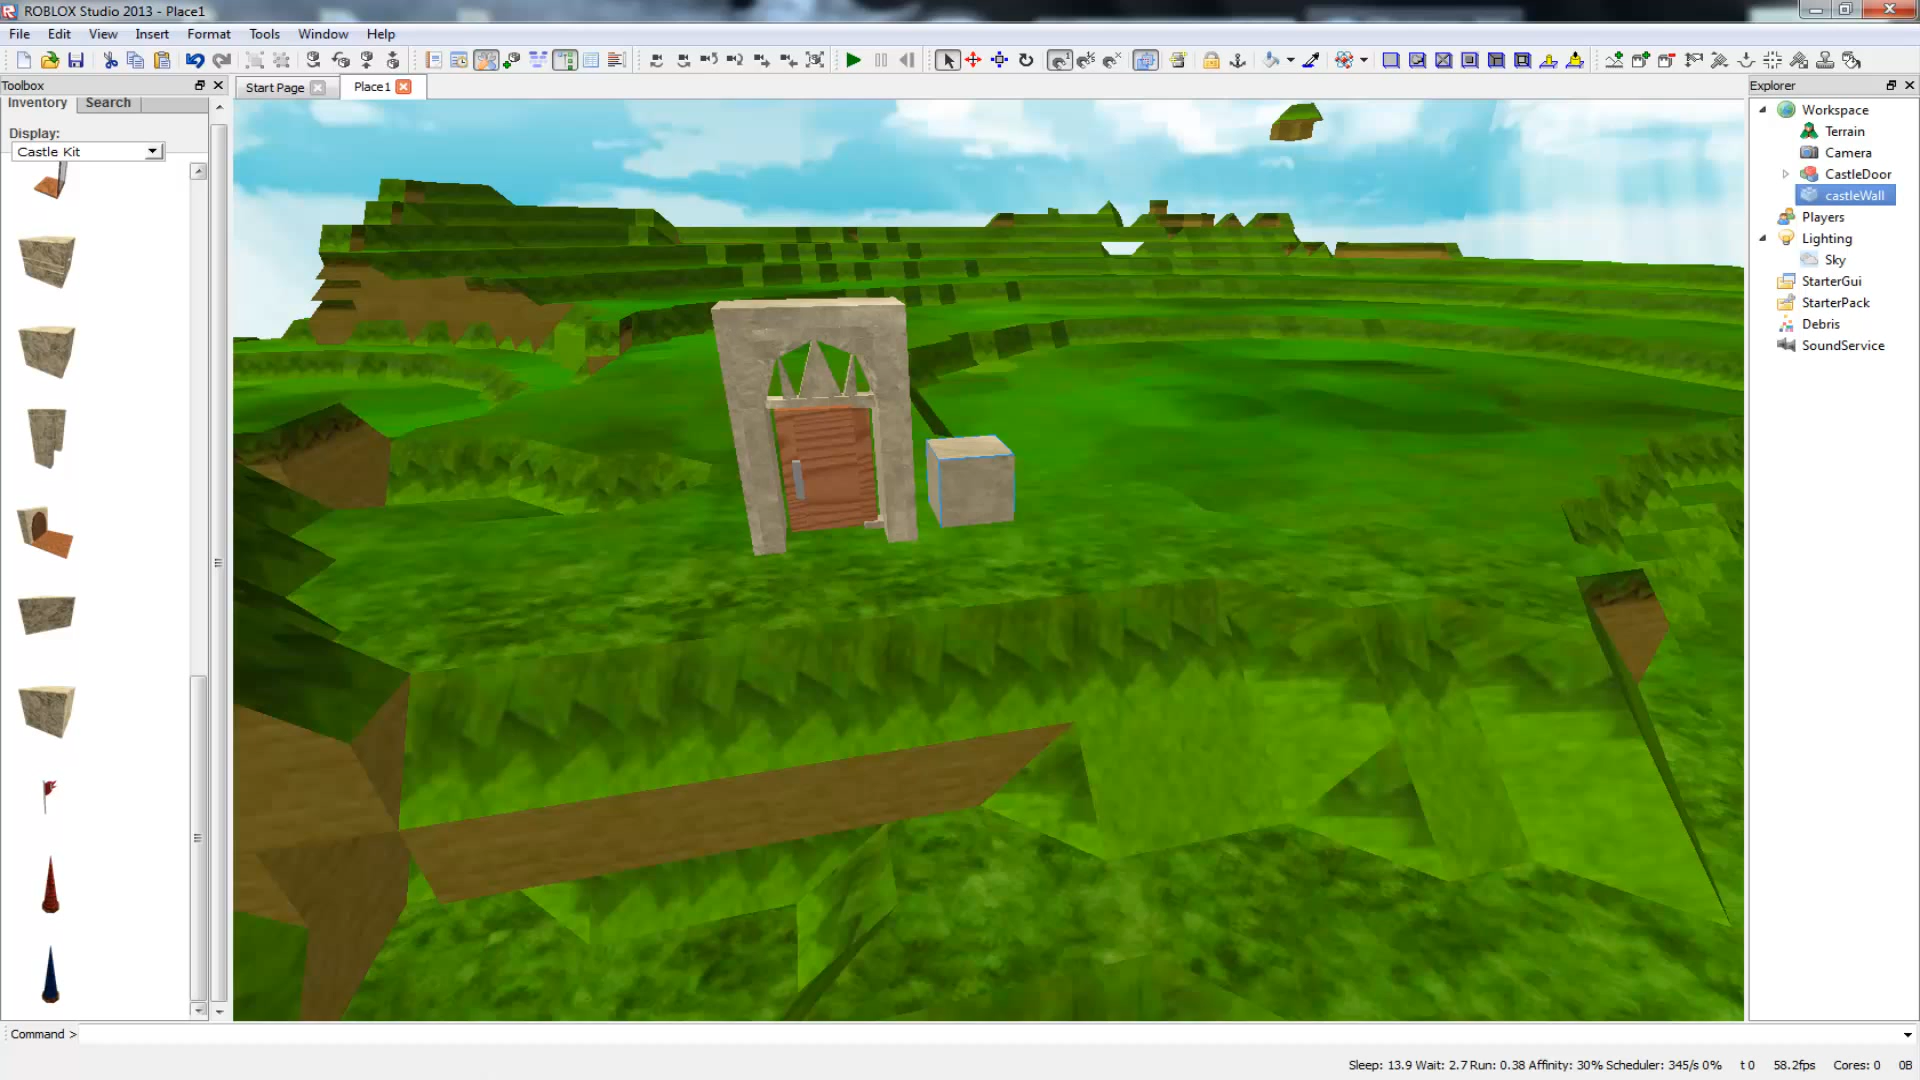 ROBLOX Studio 2013 - Place1
File Edit View Insert Format Tools Window Help
Toolbox
Inventory Search
Display:
Castle Kit
Start Page Place1
Explorer
Workspace
Terrain
Camera
CastleDoor
castleWall
Players
Lighting
Sky
StarterGui
StarterPack
Debris
SoundService
Command >
Sleep: 13.9 Wait: 2.7 Run: 0.38 Affinity: 30% Scheduler: 345/s 0% t 0 58.2fps Cores: 0 0B